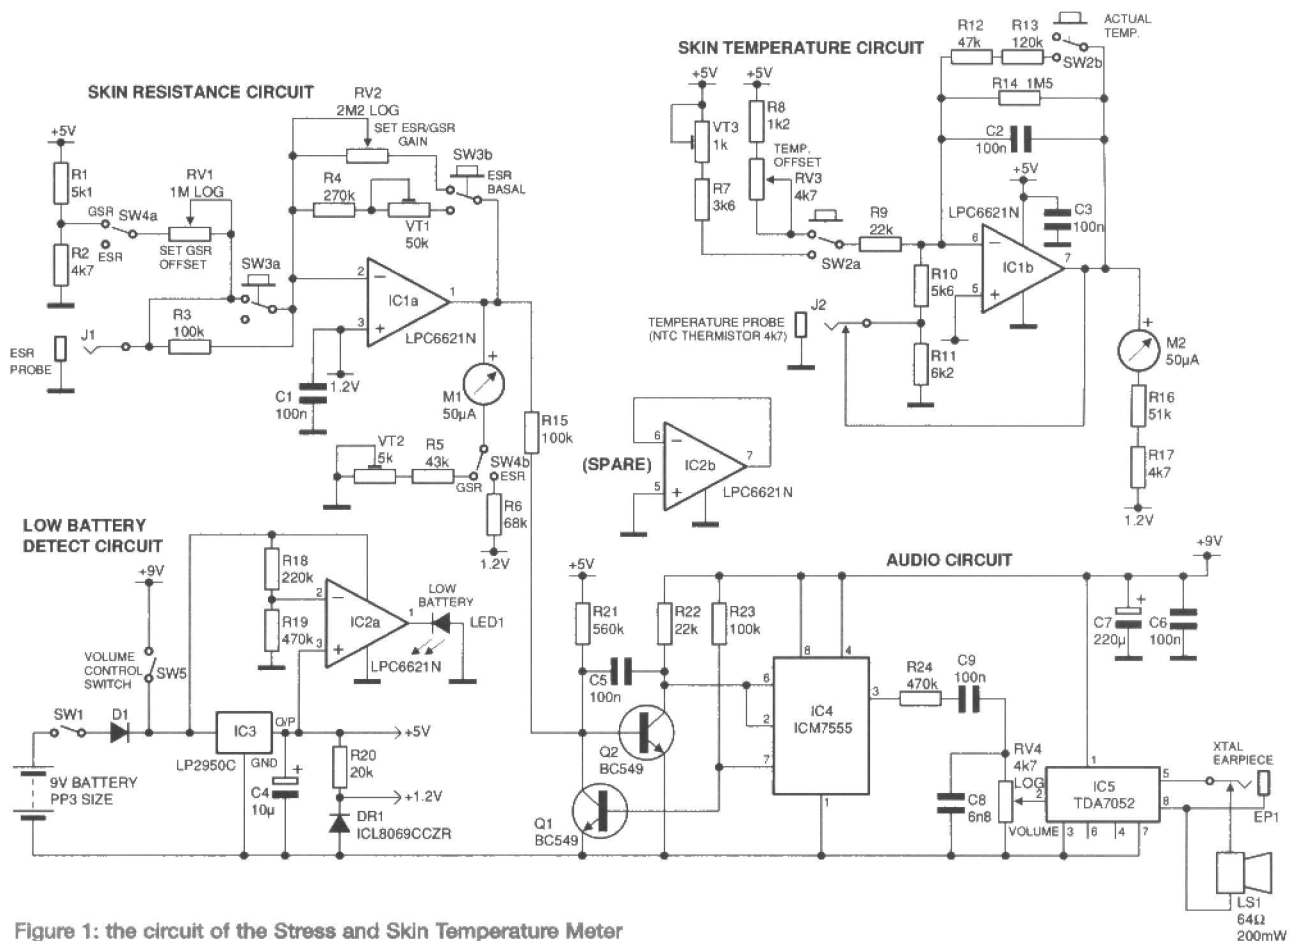 SKIN RESISTANCE CIRCUIT
+5V
R1
5k1
R2
4k7
GSR
SW4a
ESR
RV1
1M LOG
SET GSR
OFFSET
RV2
2M2 LOG
SET ESR/GSR
GAIN
R4
270k
VT1
50k
SW3b
ESR
BASAL
SW3a
J1
R3
100k
ESR
PROBE
2
3
1
IC1a
LPC6621N
C1
100n
1.2V
M1
50µA
+
VT2
5k
R5
43k
SW4b
GSR
ESR
R6
68k
1.2V
R15
100k
SKIN TEMPERATURE CIRCUIT
+5V
+5V
VT3
1k
R7
3k6
R8
1k2
TEMP.
OFFSET
RV3
4k7
SW2a
R9
22k
R12
47k
R13
120k
ACTUAL
TEMP.
SW2b
R14 1M5
C2
100n
+5V
LPC6621N
C3
100n
6
5
7
IC1b
R10
5k6
R11
6k2
J2
TEMPERATURE PROBE
(NTC THERMISTOR 4k7)
+
M2
50µA
R16
51k
R17
4k7
1.2V
(SPARE)
6
5
7
IC2b
LPC6621N
LOW BATTERY
DETECT CIRCUIT
+9V
VOLUME
CONTROL
SWITCH
SW5
R18
220k
R19
470k
2
3
1
IC2a
LPC6621N
LOW
BATTERY
LED1
SW1
D1
9V BATTERY
PP3 SIZE
IC3
O/P
LP2950C
GND
+
C4
10µ
R20
20k
+5V
+1.2V
DR1
ICL8069CCZR
AUDIO CIRCUIT
+5V
R21
560k
R22
22k
R23
100k
C5
100n
Q2
BC549
Q1
BC549
8
4
6
2
7
3
1
IC4
ICM7555
R24
470k
C9
100n
C8
6n8
RV4
4k7
LOG
VOLUME
2
1
IC5
TDA7052
5
8
3
6
4
7
+9V
+
C7
220µ
C6
100n
XTAL
EARPIECE
EP1
LS1
64Ω
200mW
Figure 1: the circuit of the Stress and Skin Temperature Meter